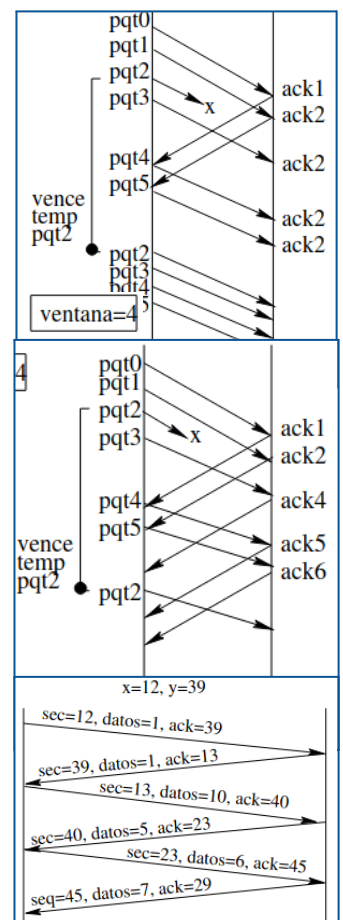 pqt0
pqt1
pqt2
pqt3
x
ack1
ack2
ack2
pqt4
pqt5
ack2
ack2
vence
temp
pqt2
pqt2
pqt3
pqt4
5
ventana=4
4
pqt0
pqt1
pqt2
pqt3
x
ack1
ack2
ack4
pqt4
pqt5
ack5
ack6
vence
temp
pqt2
pqt2
x=12, y=39
sec=12, datos=1, ack=39
sec=39, datos=1, ack=13
sec=13, datos=10, ack=40
sec=40, datos=5, ack=23
sec=23, datos=6, ack=45
seq=45, datos=7, ack=29